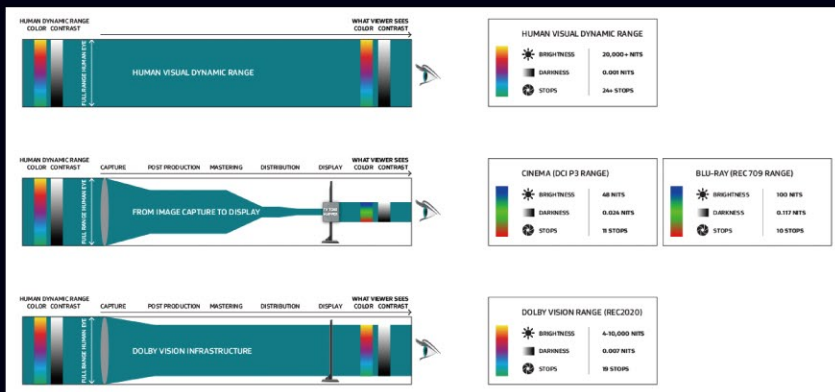 HUMAN DYNAMIC RANGE
COLOR CONTRAST
WHAT VIEWER SEES
COLOR CONTRAST
FULL RANGE HUMAN EYE
HUMAN VISUAL DYNAMIC RANGE
HUMAN VISUAL DYNAMIC RANGE
BRIGHTNESS 20,000+ NITS
DARKNESS 0.001 NITS
STOPS 24+ STOPS
HUMAN DYNAMIC RANGE
COLOR CONTRAST
CAPTURE
POST PRODUCTION
MASTERING
DISTRIBUTION
DISPLAY
WHAT VIEWER SEES
COLOR CONTRAST
FULL RANGE HUMAN EYE
FROM IMAGE CAPTURE TO DISPLAY
CINEMA (DCI P3 RANGE)
BRIGHTNESS 48 NITS
DARKNESS 0.024 NITS
STOPS 11 STOPS
BLU-RAY (REC 709 RANGE)
BRIGHTNESS 100 NITS
DARKNESS 0.117 NITS
STOPS 10 STOPS
HUMAN DYNAMIC RANGE
COLOR CONTRAST
CAPTURE
POST PRODUCTION
MASTERING
DISTRIBUTION
DISPLAY
WHAT VIEWER SEES
COLOR CONTRAST
FULL RANGE HUMAN EYE
DOLBY VISION INFRASTRUCTURE
DOLBY VISION RANGE (REC2020)
BRIGHTNESS 4-10,000 NITS
DARKNESS 0.007 NITS
STOPS 19 STOPS